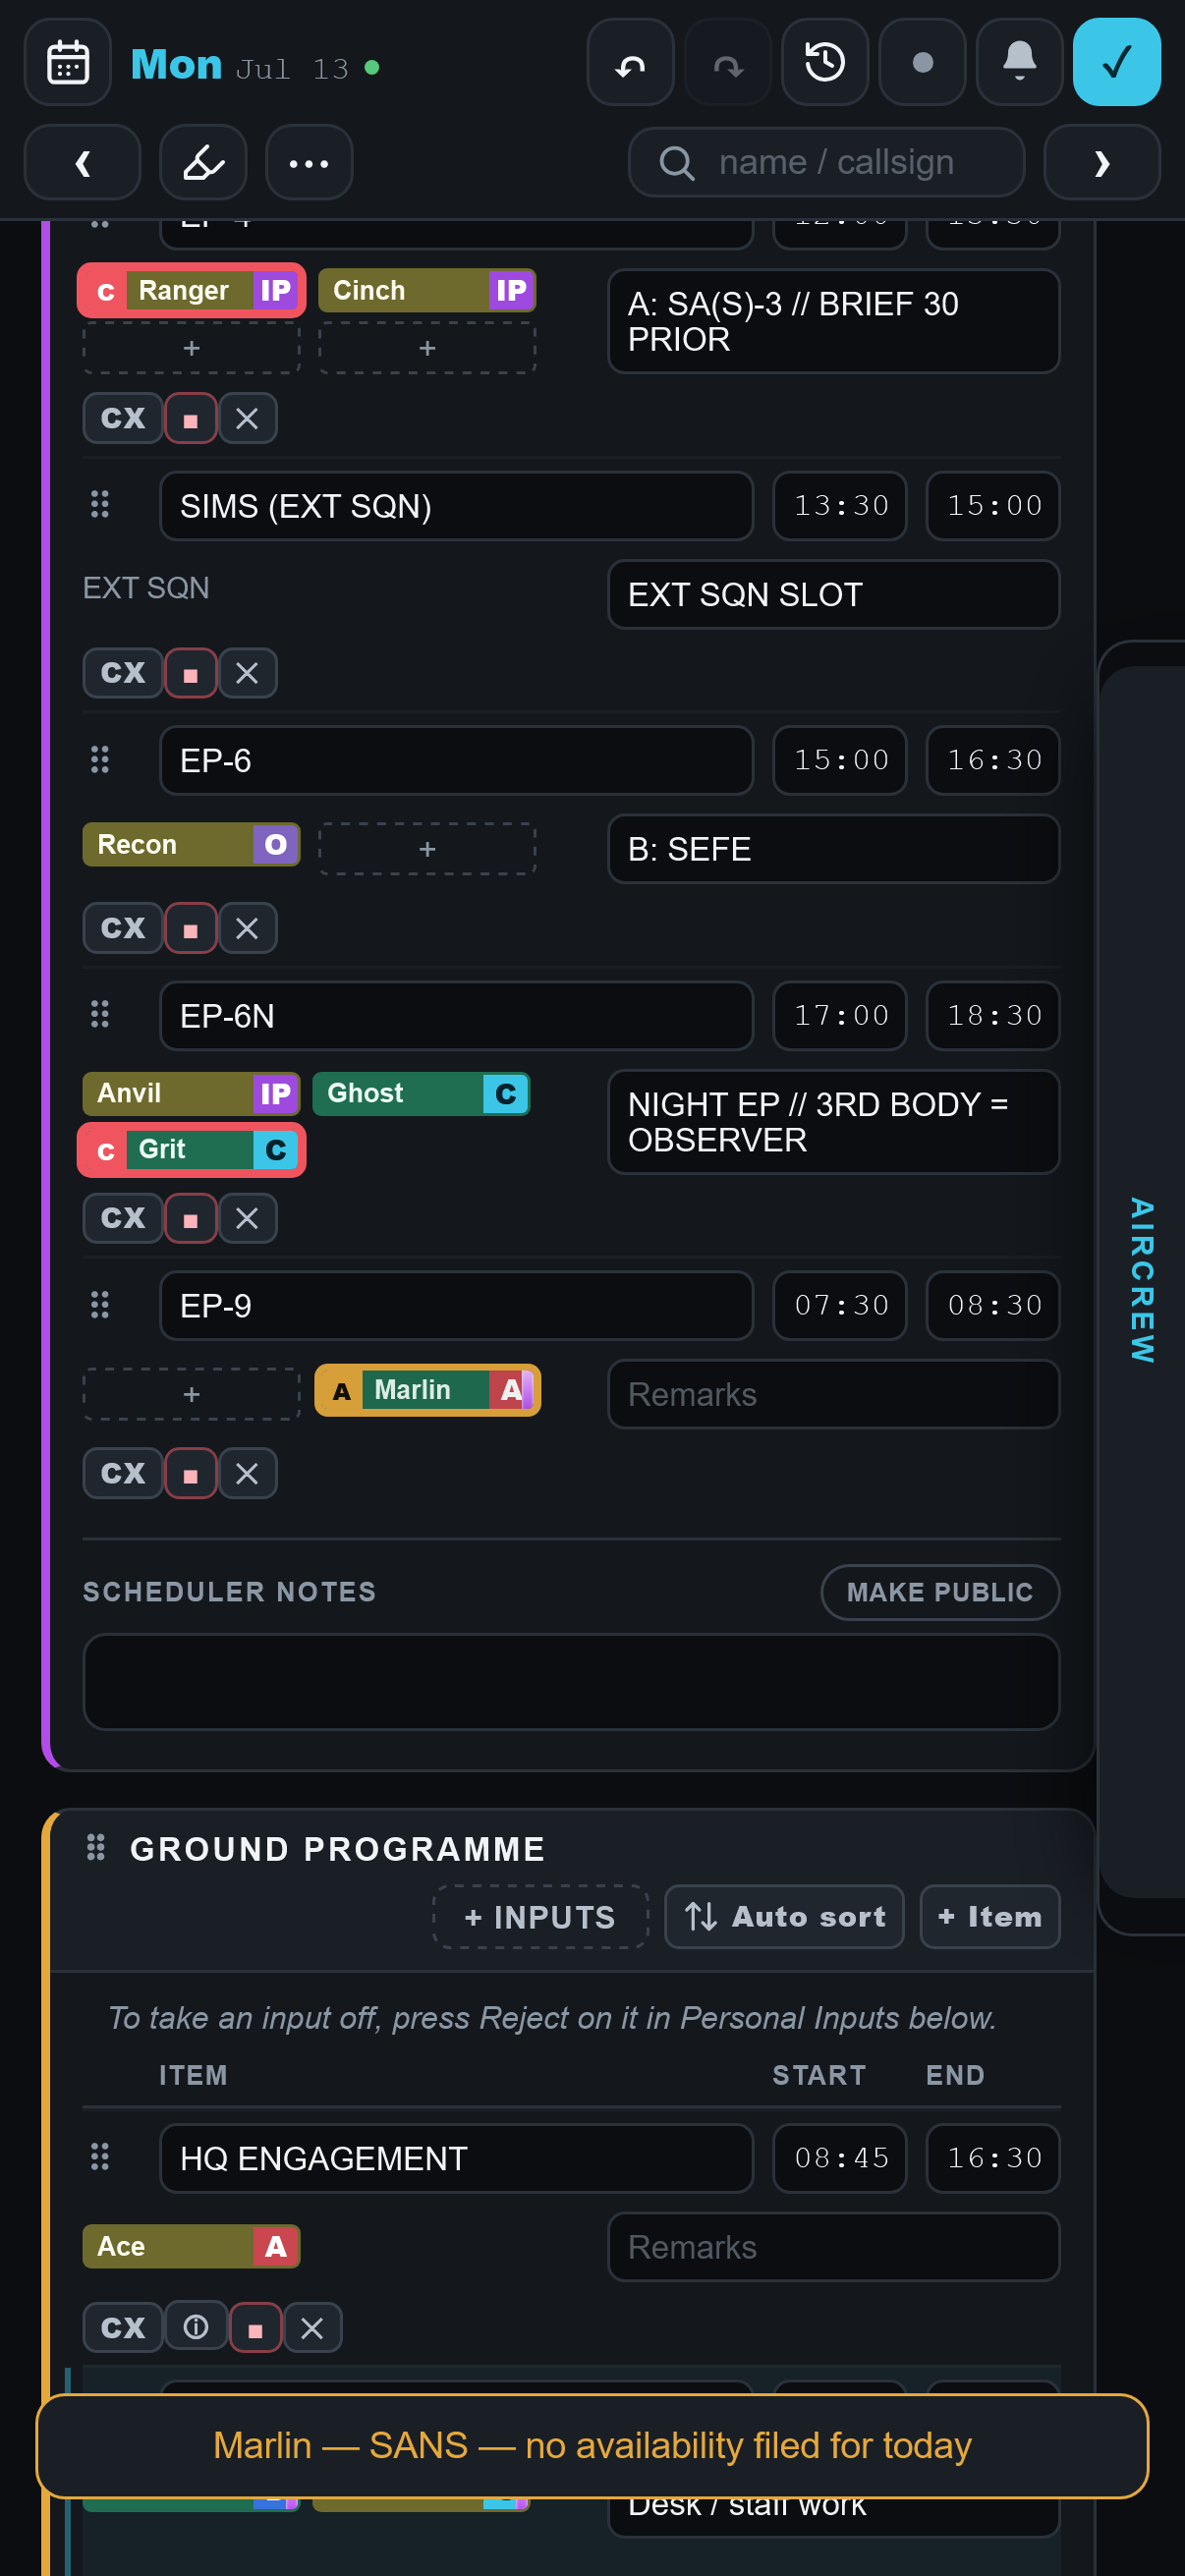 Mon Jul 13
name / callsign
C Ranger IP Cinch IP
A: SA(S)-3 // BRIEF 30
PRIOR
+ +
CX
SIMS (EXT SQN) 13:30 15:00
EXT SQN
EXT SQN SLOT
CX
EP-6 15:00 16:30
Recon O +
B: SEFE
CX
EP-6N 17:00 18:30
Anvil IP Ghost C
C Grit C
NIGHT EP // 3RD BODY =
OBSERVER
CX
EP-9 07:30 08:30
+ A Marlin A
Remarks
CX
SCHEDULER NOTES MAKE PUBLIC
GROUND PROGRAMME
+ INPUTS Auto sort + Item
To take an input off, press Reject on it in Personal Inputs below.
ITEM START END
HQ ENGAGEMENT 08:45 16:30
Ace A
Remarks
CX
Marlin — SANS — no availability filed for today
Desk / staff work
AIRCREW